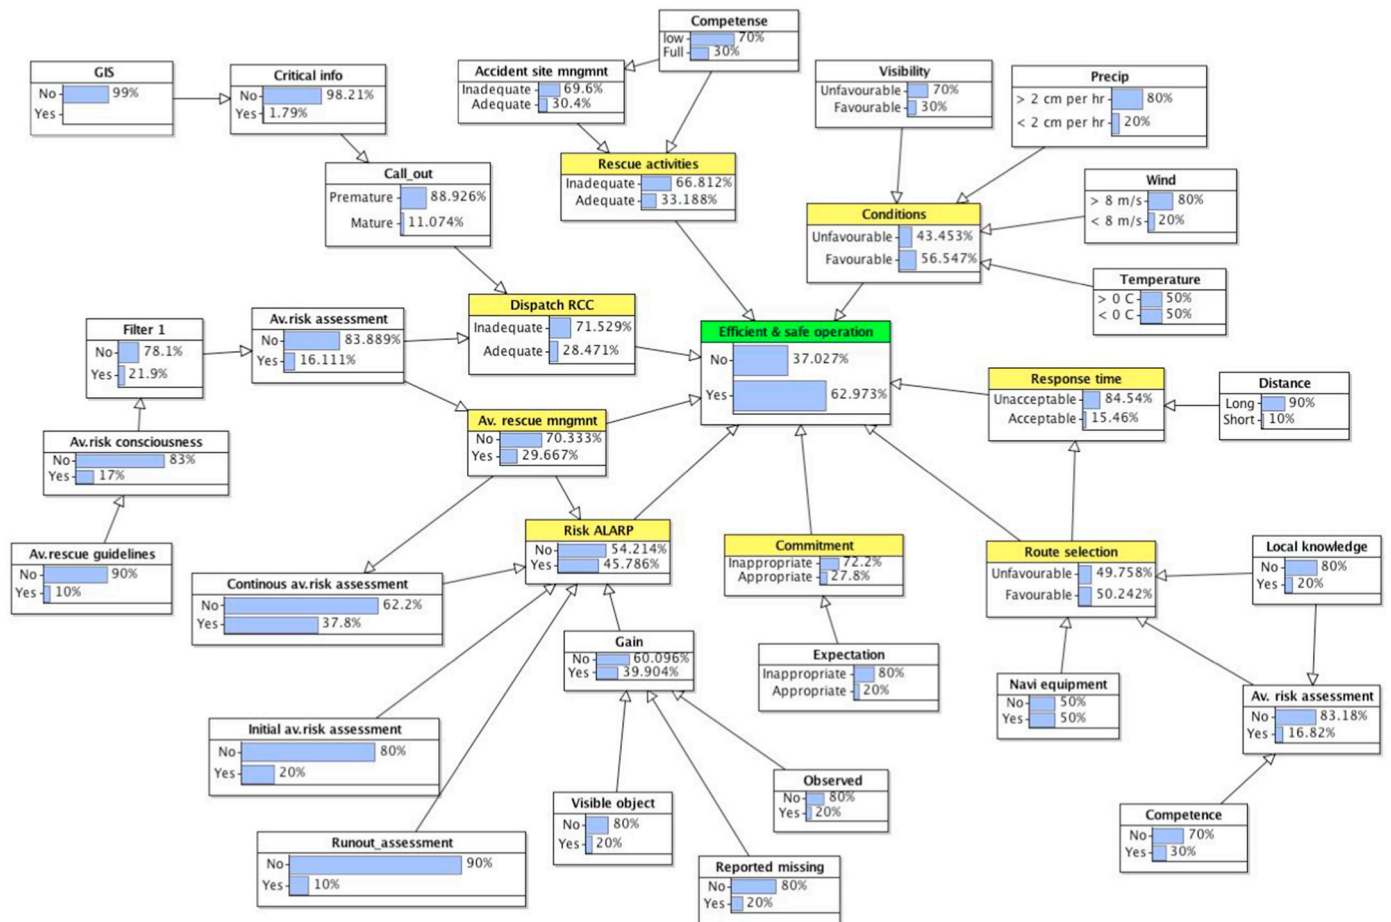 Competense
low 70%
Full 30%
GIS
No 99%
Yes
Critical info
No 98.21%
Yes 1.79%
Accident site mngmnt
Inadequate 69.6%
Adequate 30.4%
Visibility
Unfavourable 70%
Favourable 30%
Precip
> 2 cm per hr 80%
< 2 cm per hr 20%
Call_out
Premature 88.926%
Mature 11.074%
Rescue activities
Inadequate 66.812%
Adequate 33.188%
Wind
> 8 m/s 80%
< 8 m/s 20%
Conditions
Unfavourable 43.453%
Favourable 56.547%
Temperature
> 0 C 50%
< 0 C 50%
Filter 1
No 78.1%
Yes 21.9%
Av.risk assessment
No 83.889%
Yes 16.111%
Dispatch RCC
Inadequate 71.529%
Adequate 28.471%
Efficient & safe operation
No 37.027%
Yes 62.973%
Response time
Unacceptable 84.54%
Acceptable 15.46%
Distance
Long 90%
Short 10%
Av.risk consciousness
No 83%
Yes 17%
Av. rescue mngmnt
No 70.333%
Yes 29.667%
Av.rescue guidelines
No 90%
Yes 10%
Risk ALARP
No 54.214%
Yes 45.786%
Commitment
Inappropriate 72.2%
Appropriate 27.8%
Route selection
Unfavourable 49.758%
Favourable 50.242%
Local knowledge
No 80%
Yes 20%
Continous av.risk assessment
No 62.2%
Yes 37.8%
Gain
No 60.096%
Yes 39.904%
Expectation
Inappropriate 80%
Appropriate 20%
Navi equipment
No 50%
Yes 50%
Av. risk assessment
No 83.18%
Yes 16.82%
Initial av.risk assessment
No 80%
Yes 20%
Visible object
No 80%
Yes 20%
Observed
No 80%
Yes 20%
Competence
No 70%
Yes 30%
Runout_assessment
No 90%
Yes 10%
Reported missing
No 80%
Yes 20%